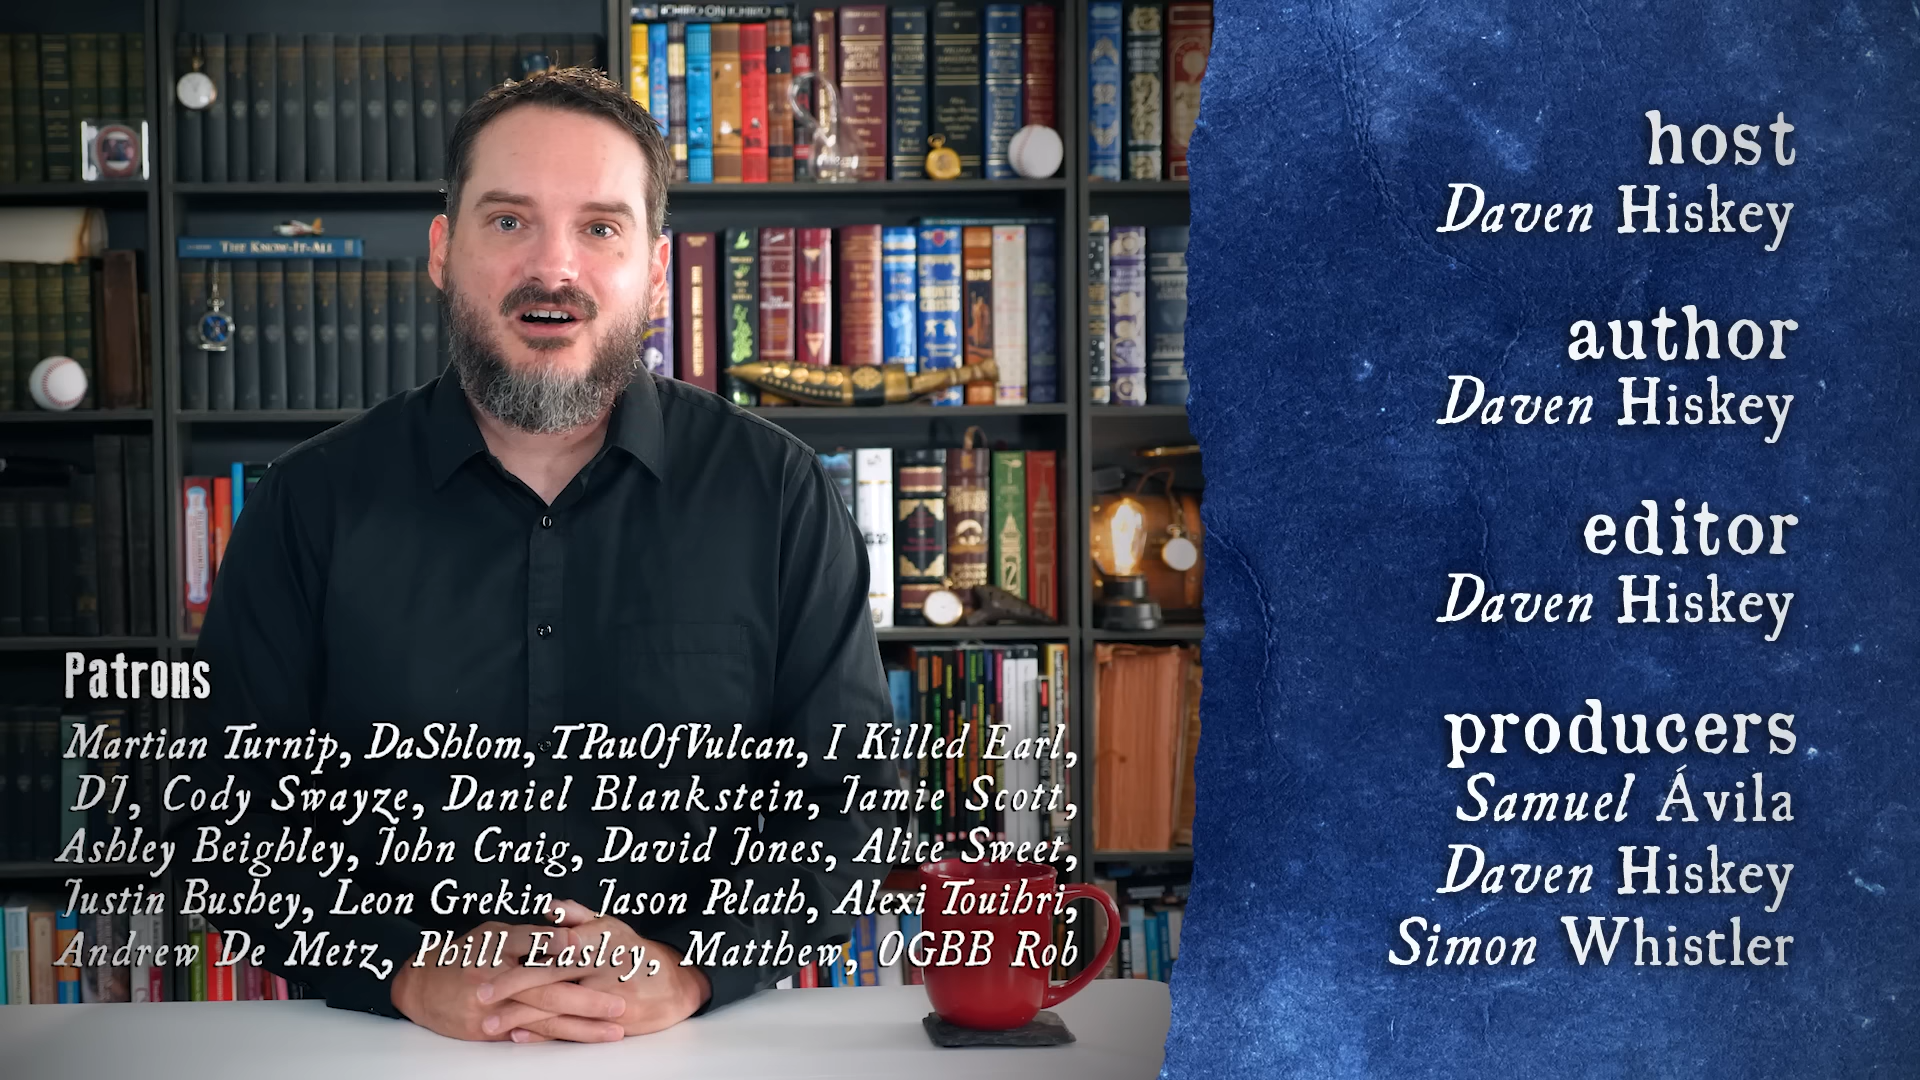 THE KNOW-IT-ALL
Patrons
Martian Turnip, DaShlom, TPauOfVulcan, I Killed Earl,
DJ, Cody Swayze, Daniel Blankstein, Jamie Scott,
Ashley Beighley, John Craig, David Jones, Alice Sweet,
Justin Bushey, Leon Grekin, Jason Pelath, Alexi Touihri,
Andrew De Metz, Phill Easley, Matthew, OGBB Rob
host
Daven Hiskey
author
Daven Hiskey
editor
Daven Hiskey
producers
Samuel Ávila
Daven Hiskey
Simon Whistler